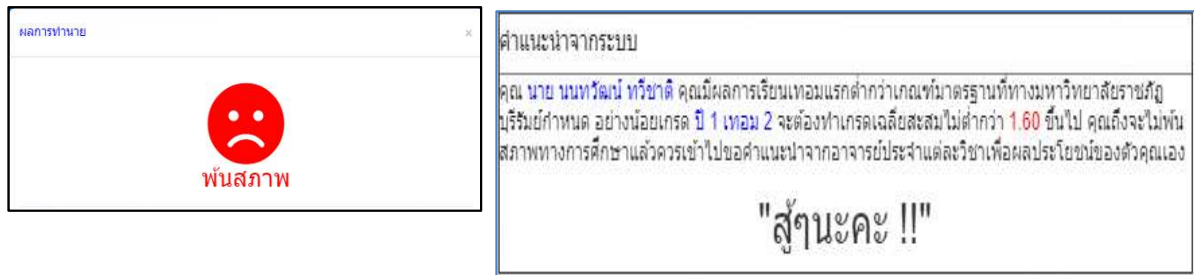 ผลการทำนาย
×
พ้นสภาพ
คำแนะนำจากระบบ
คุณ นาย นนทวัฒน์ ทวีชาติ คุณมีผลการเรียนเทอมแรกต่ำกว่าเกณฑ์มาตรฐานที่ทางมหาวิทยาลัยราชภัฏ
บุรีรัมย์กำหนด อย่างน้อยเกรด ปี 1 เทอม 2 จะต้องทำเกรดเฉลี่ยสะสมไม่ต่ำกว่า 1.60 ขึ้นไป คุณถึงจะไม่พ้น
สภาพทางการศึกษาแล้วควรเข้าไปขอคำแนะนำจากอาจารย์ประจำแต่ละวิชาเพื่อผลประโยชน์ของตัวคุณเอง
"สู้ๆนะคะ !!"